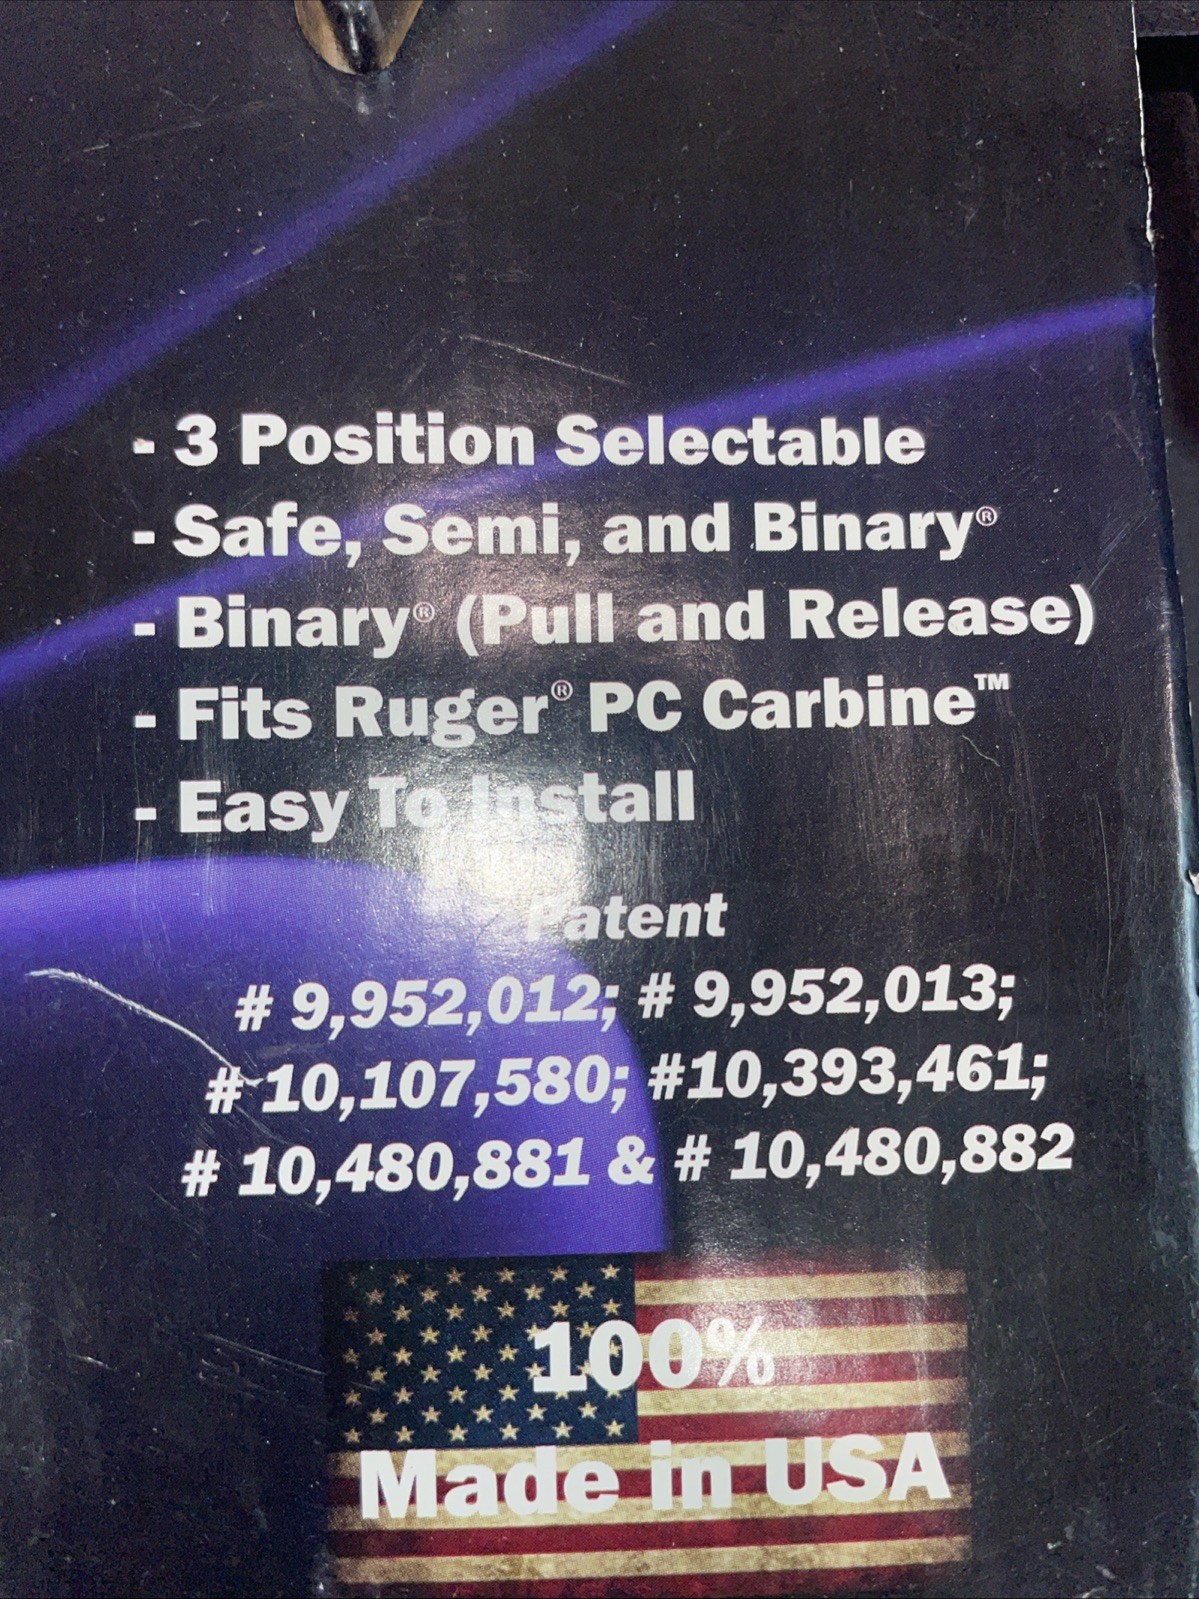 - 3 Position Selectable
- Safe, Semi, and Binary®
- Binary® (Pull and Release)
- Fits Ruger® PC Carbine™
- Easy To Install
Patent
# 9,952,012; # 9,952,013;
# 10,107,580; #10,393,461;
# 10,480,881 & # 10,480,882
100%
Made in USA